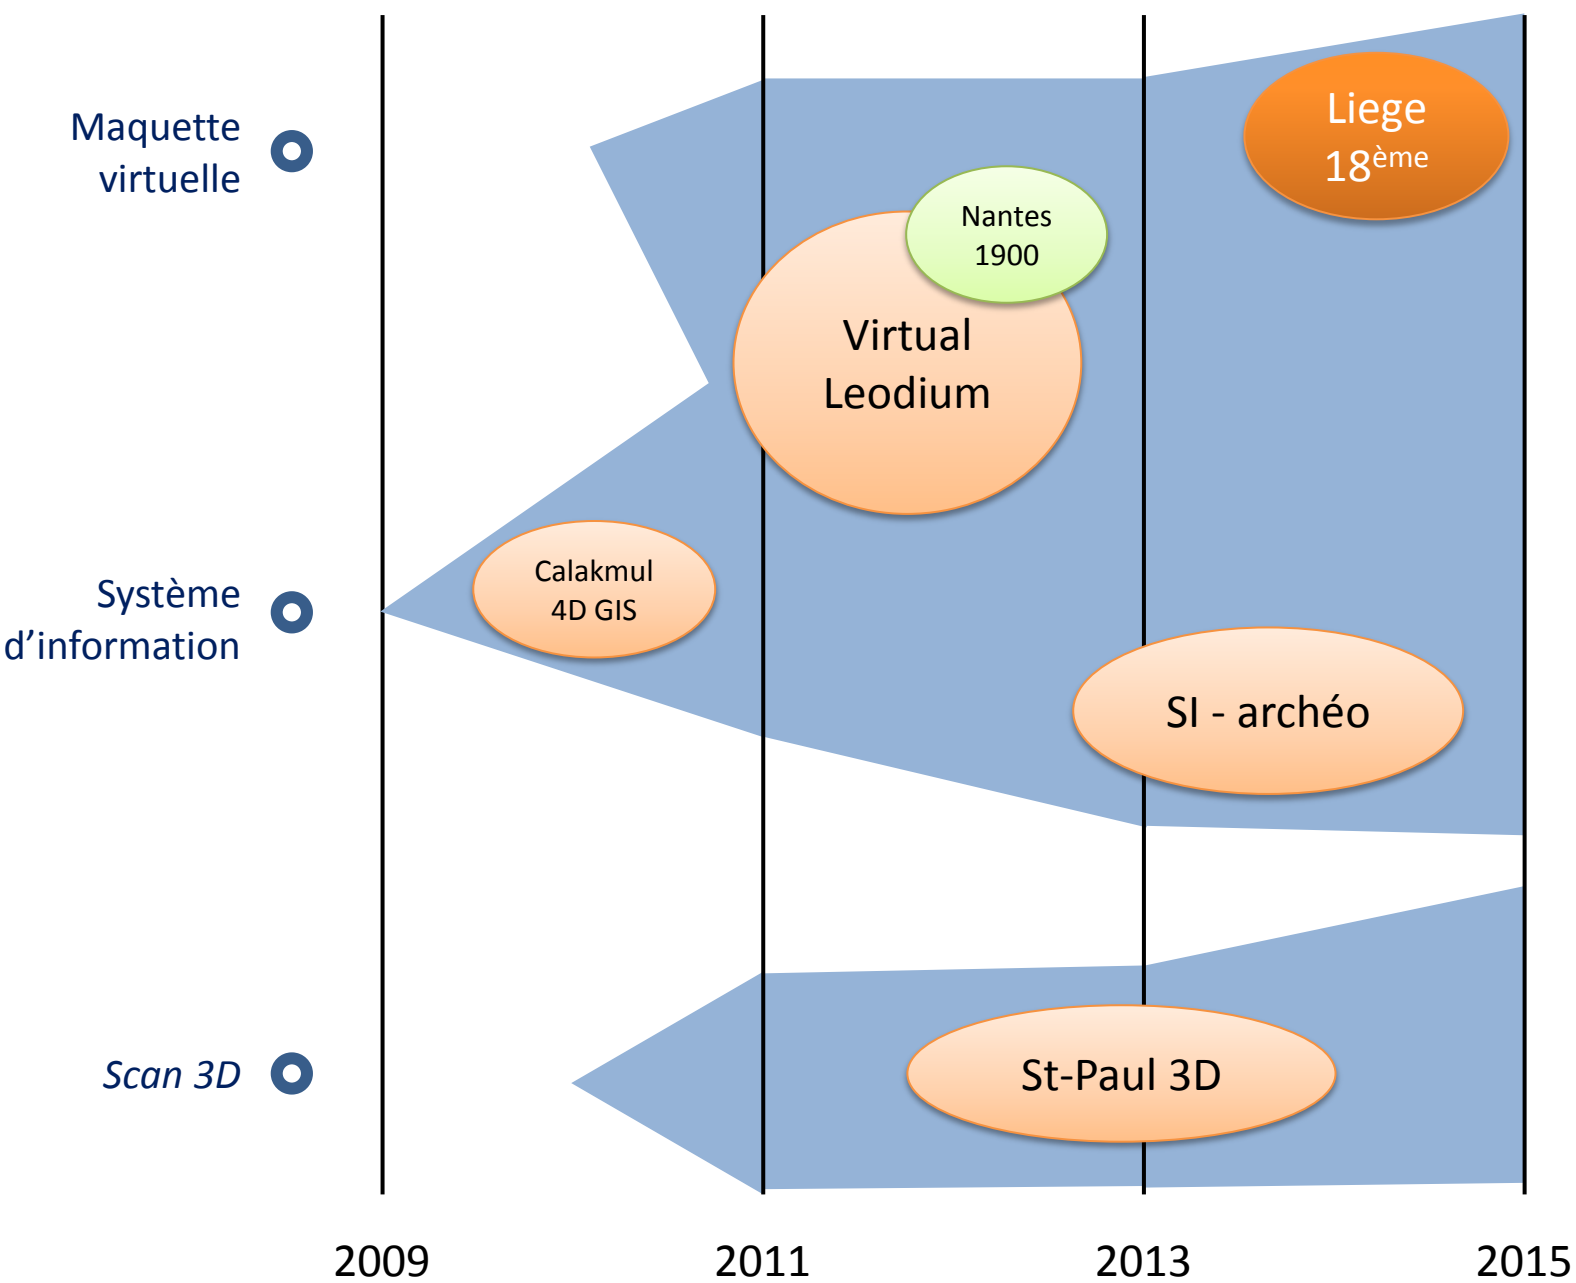 Maquette
virtuelle
Liege
18ème
Nantes
1900
Virtual
Leodium
Calakmul
4D GIS
Système
d’information
SI - archéo
Scan 3D
St-Paul 3D
2009
2011
2013
2015